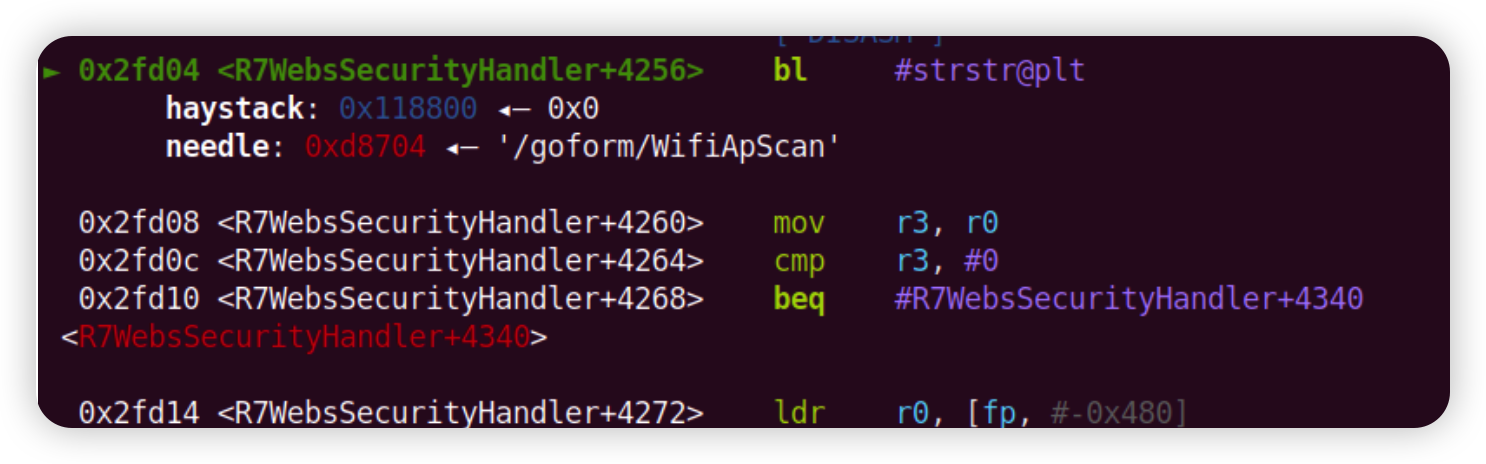 ► 0x2fd04 <R7WebsSecurityHandler+4256>    bl     #strstr@plt
haystack: 0x118800 ◂— 0x0
needle: 0xd8704 ◂— '/goform/WifiApScan'
0x2fd08 <R7WebsSecurityHandler+4260>    mov    r3, r0
0x2fd0c <R7WebsSecurityHandler+4264>    cmp    r3, #0
0x2fd10 <R7WebsSecurityHandler+4268>    beq    #R7WebsSecurityHandler+4340
<R7WebsSecurityHandler+4340>
0x2fd14 <R7WebsSecurityHandler+4272>    ldr    r0, [fp, #-0x480]